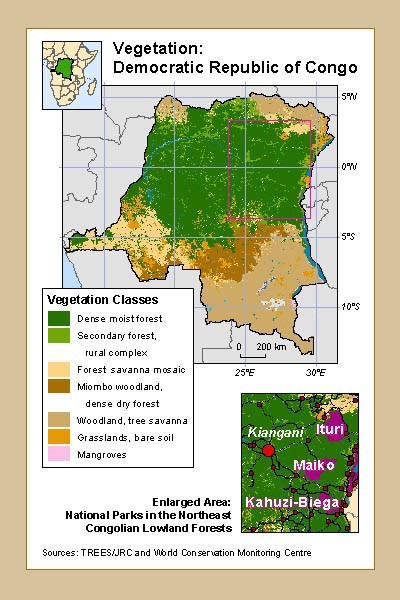 Vegetation:
Democratic Republic of Congo
5°N
0°N
5°S
10°S
25°E
30°E
0
200 km
Vegetation Classes
Dense moist forest
Secondary forest,
rural complex
Forest savanna mosaic
Miombo woodland,
dense dry forest
Woodland, tree savanna
Grasslands, bare soil
Mangroves
Kiangani
Ituri
Maiko
Kahuzi-Biega
Enlarged Area:
National Parks in the Northeast
Congolian Lowland Forests
Sources: TREES/JRC and World Conservation Monitoring Centre